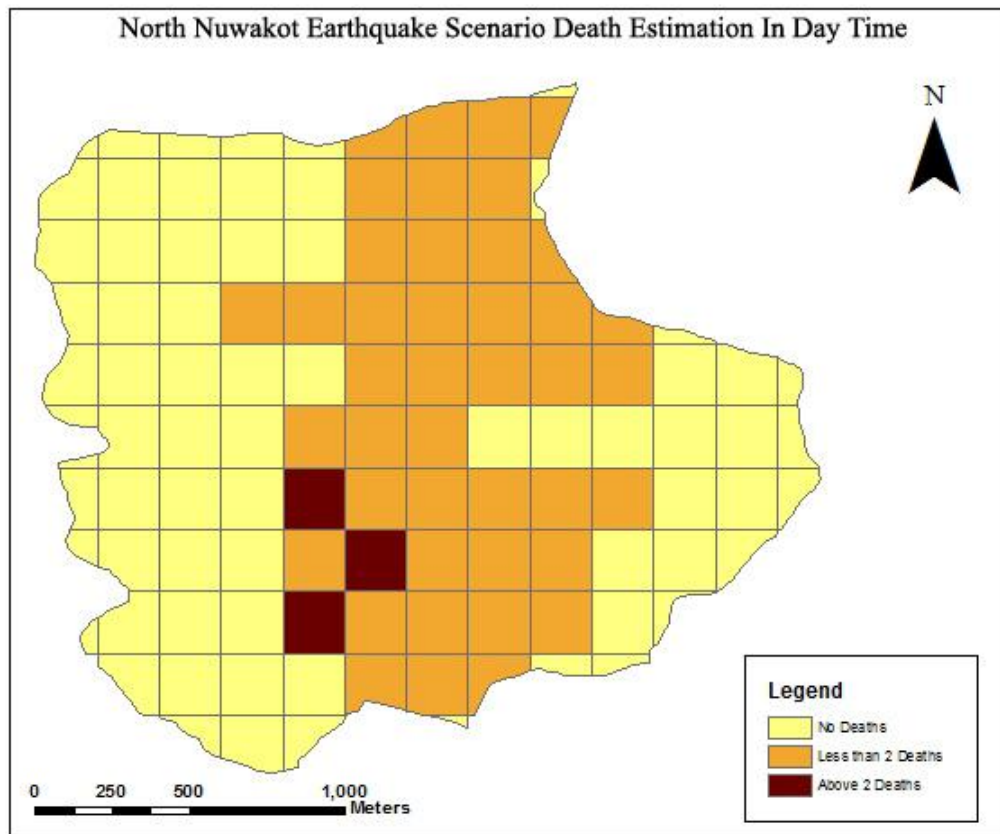 North Nuwakot Earthquake Scenario Death Estimation In Day Time
N
Legend
No Deaths
Less than 2 Deaths
Above 2 Deaths
0 250 500 1,000
Meters